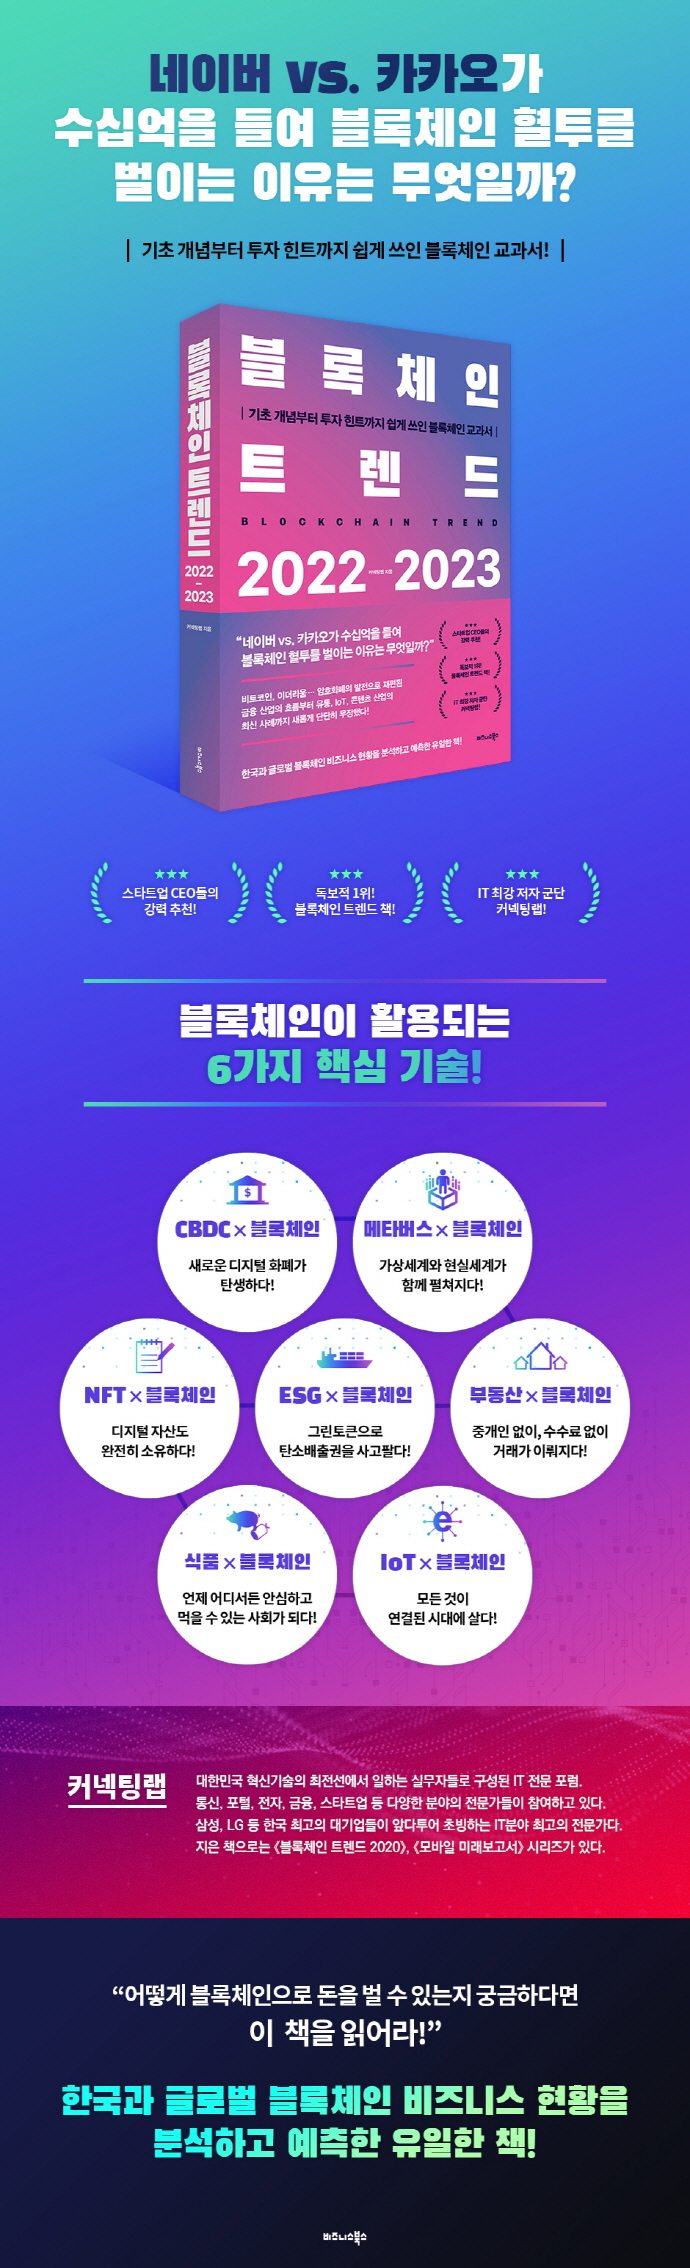 네이버 vs. 카카오가
수십억을 들여 블록체인 혈투를
벌이는 이유는 무엇일까?
| 기초 개념부터 투자 힌트까지 쉽게 쓰인 블록체인 교과서! |
블록체인 트렌드
2022
–
2023
커넥팅랩 지음
비즈니스북스
블록체인
| 기초 개념부터 투자 힌트까지 쉽게 쓰인 블록체인 교과서 |
트렌드
BLOCKCHAIN TREND
2022 커넥팅랩 지음 2023
“네이버 vs. 카카오가 수십억을 들여
블록체인 혈투를 벌이는 이유는 무엇일까?”
비트코인, 이더리움… 암호화폐의 발전으로 재편된
금융 산업의 흐름부터 유통, IoT, 콘텐츠 산업의
최신 사례까지 새롭게 단단히 무장했다!
한국과 글로벌 블록체인 비즈니스 현황을 분석하고 예측한 유일한 책!
★★★
스타트업 CEO들의
강력 추천!
★★★
독보적 1위!
블록체인 트렌드 책!
★★★
IT 최강 저자 군단
커넥팅랩!
비즈니스북스
★★★
스타트업 CEO들의
강력 추천!
★★★
독보적 1위!
블록체인 트렌드 책!
★★★
IT 최강 저자 군단
커넥팅랩!
블록체인이 활용되는
6가지 핵심 기술!
$
CBDC × 블록체인
새로운 디지털 화폐가
탄생하다!
메타버스 × 블록체인
가상세계와 현실세계가
함께 펼쳐지다!
NFT × 블록체인
디지털 자산도
완전히 소유하다!
ESG × 블록체인
그린토큰으로
탄소배출권을 사고팔다!
부동산 × 블록체인
중개인 없이, 수수료 없이
거래가 이뤄지다!
식품 × 블록체인
언제 어디서든 안심하고
먹을 수 있는 사회가 되다!
e
IoT × 블록체인
모든 것이
연결된 시대에 살다!
커넥팅랩
대한민국 혁신기술의 최전선에서 일하는 실무자들로 구성된 IT 전문 포럼.
통신, 포털, 전자, 금융, 스타트업 등 다양한 분야의 전문가들이 참여하고 있다.
삼성, LG 등 한국 최고의 대기업들이 앞다투어 초빙하는 IT분야 최고의 전문가다.
지은 책으로는 《블록체인 트렌드 2020》, 《모바일 미래보고서》 시리즈가 있다.
“어떻게 블록체인으로 돈을 벌 수 있는지 궁금하다면
이 책을 읽어라!”
한국과 글로벌 블록체인 비즈니스 현황을
분석하고 예측한 유일한 책!
비즈니스북스